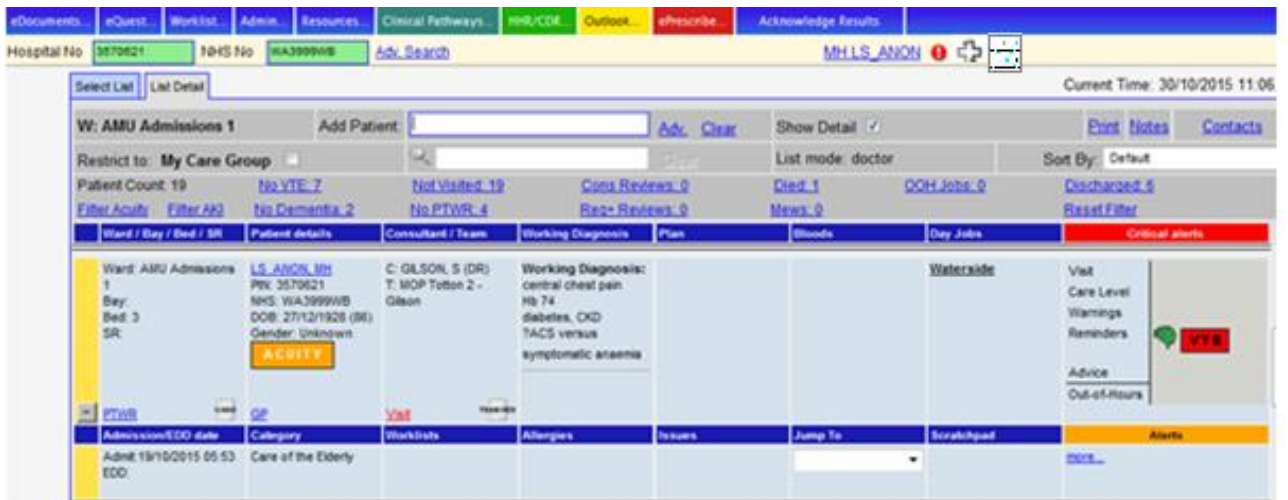 eDocuments... eQuest... Worklist... Admin... Resources... Clinical Pathways... HHR/CDR... Outlook... ePrescribe... Acknowledge Results
Hospital No 3570621 NHS No WA3999WB Adv. Search MH LS_ANON
Select List List Detail Current Time: 30/10/2015 11:06
W: AMU Admissions 1 Add Patient: Adv. Clear Show Detail Print Notes Contacts
Restrict to: My Care Group List mode: doctor Sort By: Default
Patient Count: 19 No VTE: 7 Not Visited: 19 Cons Reviews: 0 Died: 1 OOH Jobs: 0 Discharged: 5
Filter Acuity Filter AKI No Dementia: 2 No PTWR: 4 Reg+ Reviews: 0 Mews: 0 Reset Filter
Ward / Bay / Bed / SR Patient details Consultant / Team Working Diagnosis Plan Bloods Day Jobs Critical alerts
Ward: AMU Admissions LS_ANON, MH C: GILSON, S (DR) Working Diagnosis: Waterside Visit
1 PIN: 3570621 T: MOP Totton 2 - central chest pain Care Level
Bay: NHS: WA3999WB Gilson Hb 74 Warnings
Bed: 3 DOB: 27/12/1928 (86) diabetes, CKD Reminders
SR: Gender: Unknown ?ACS versus VTE
ACUITY symptomatic anaemia
Advice
Out-of-Hours
PTWR GP Visit
Admission/EDD date Category Worklists Allergies Issues Jump To Scratchpad Alerts
Admit: 19/10/2015 05:53 Care of the Elderly more...
EDD: